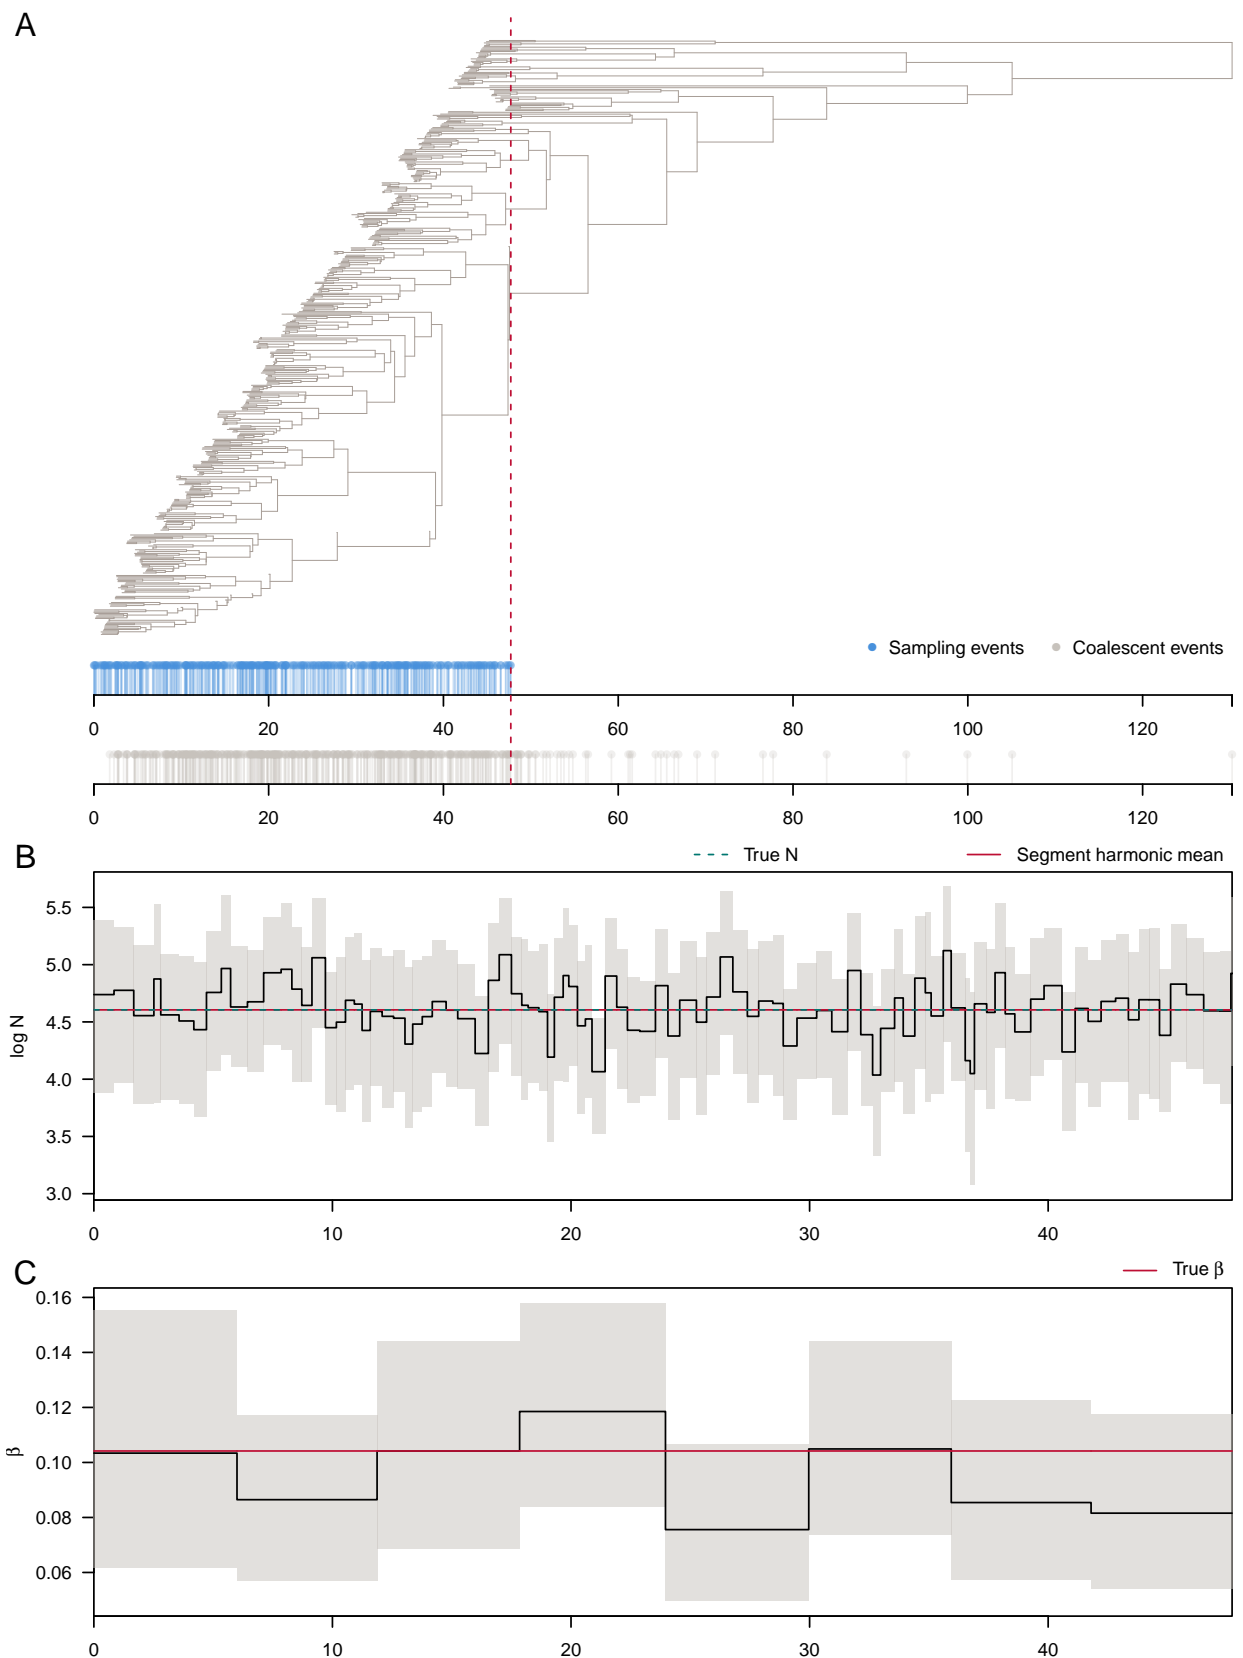 A
Sampling events Coalescent events
0 20 40 60 80 100 120
0 20 40 60 80 100 120
B
True N Segment harmonic mean
log N
5.5
5.0
4.5
4.0
3.5
3.0
0 10 20 30 40
C
True β
β
0.16
0.14
0.12
0.10
0.08
0.06
0 10 20 30 40